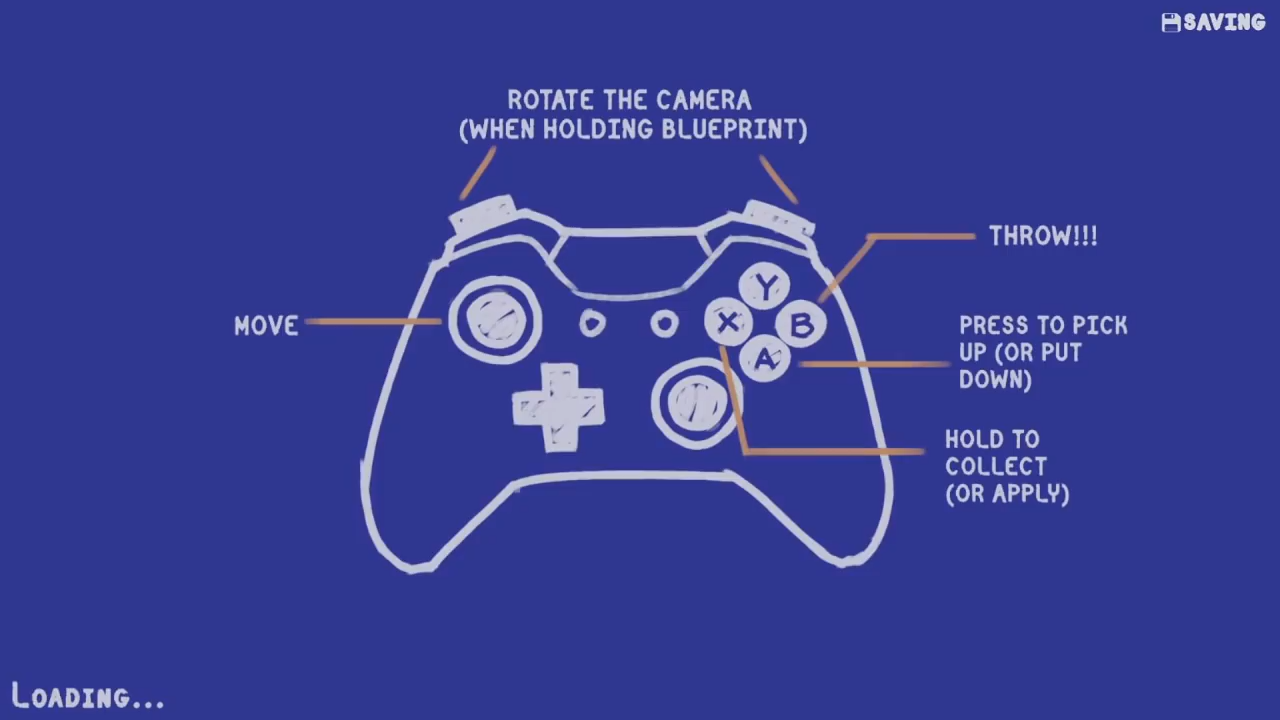 SAVING
ROTATE THE CAMERA
(WHEN HOLDING BLUEPRINT)
THROW!!!
Y
X
B
A
MOVE
PRESS TO PICK
UP (OR PUT
DOWN)
HOLD TO
COLLECT
(OR APPLY)
LOADING...